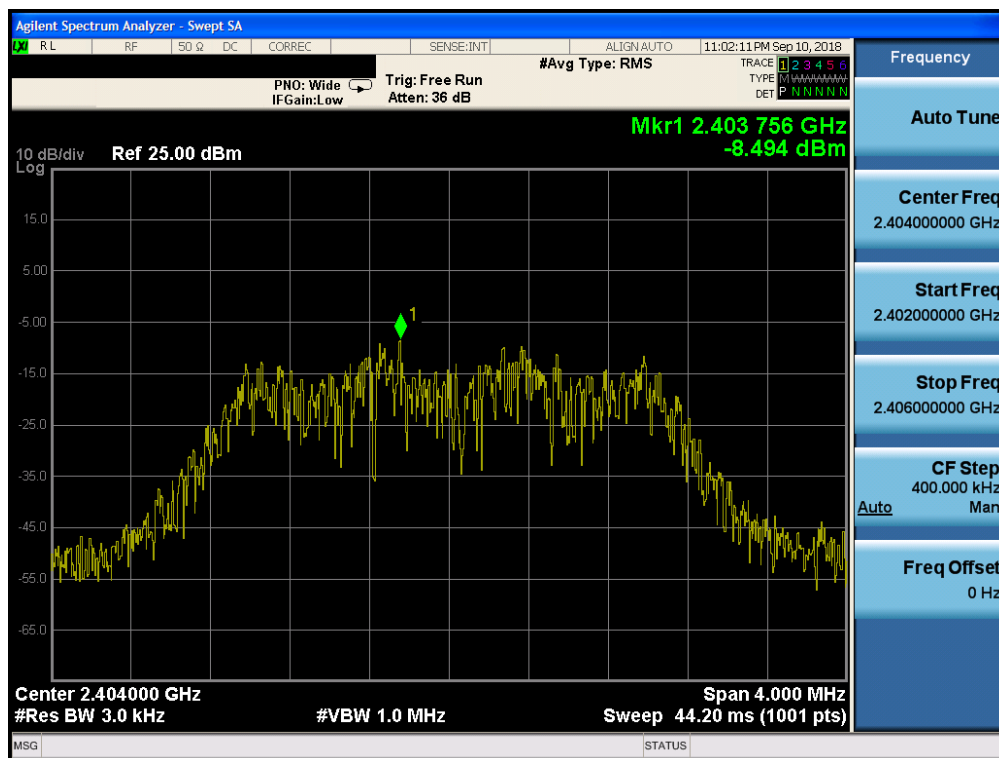 Agilent Spectrum Analyzer - Swept SA
LXI RL RF 50 Ω DC CORREC SENSE:INT ALIGN AUTO 11:02:11 PM Sep 10, 2018
#Avg Type: RMS TRACE 1 2 3 4 5 6
PNO: Wide Trig: Free Run TYPE M W W W W W
IFGain:Low Atten: 36 dB DET P N N N N N
Frequency
Mkr1 2.403 756 GHz
-8.494 dBm
10 dB/div Ref 25.00 dBm
Log
1
15.0
5.00
-5.00
-15.0
-25.0
-35.0
-45.0
-55.0
-65.0
Center 2.404000 GHz Span 4.000 MHz
#Res BW 3.0 kHz #VBW 1.0 MHz Sweep 44.20 ms (1001 pts)
MSG STATUS
Auto Tune
Center Freq
2.404000000 GHz
Start Freq
2.402000000 GHz
Stop Freq
2.406000000 GHz
CF Step
400.000 kHz
Auto Man
Freq Offset
0 Hz